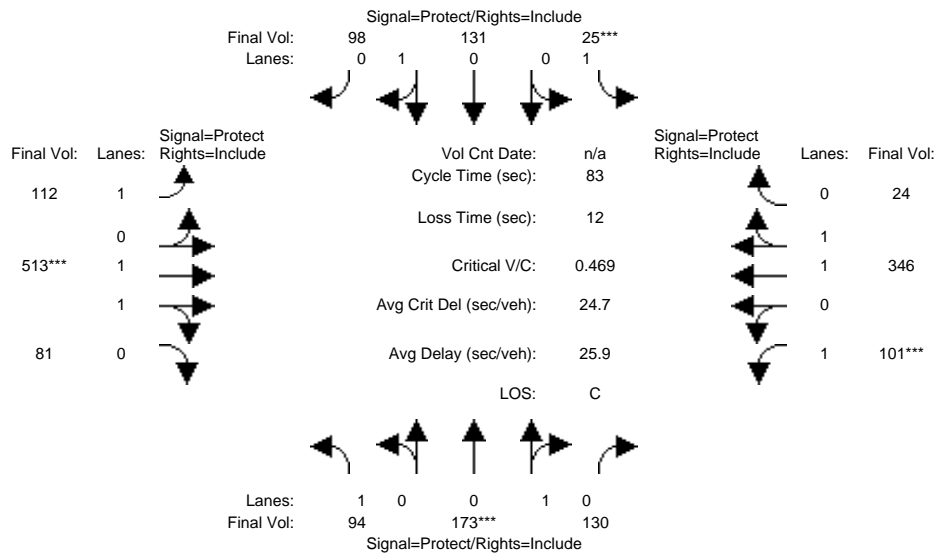 Signal=Protect/Rights=Include
Final Vol: 98 131 25***
Lanes: 0 1 0 0 1
Signal=Protect
Final Vol: Lanes: Rights=Include
Vol Cnt Date: n/a
Signal=Protect
Rights=Include Lanes: Final Vol:
112 1
Cycle Time (sec): 83
0 24
Loss Time (sec): 12
0
1
513*** 1
Critical V/C: 0.469
1 346
1
Avg Crit Del (sec/veh): 24.7
0
81 0
Avg Delay (sec/veh): 25.9
1 101***
LOS: C
Lanes: 1 0 0 1 0
Final Vol: 94 173*** 130
Signal=Protect/Rights=Include